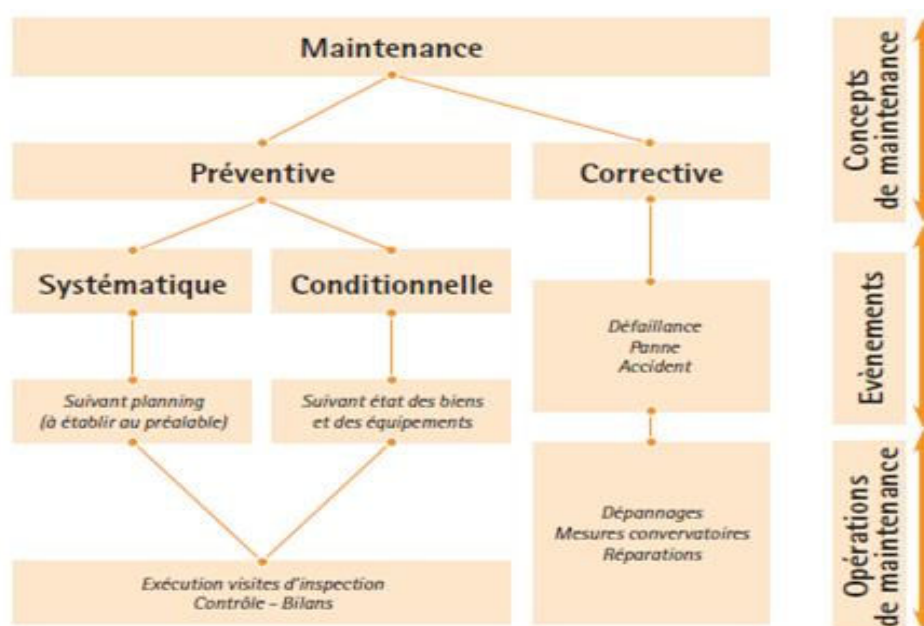 Maintenance
Préventive
Corrective
Systématique
Conditionnelle
Défaillance
Panne
Accident
Suivant planning
(à établir au préalable)
Suivant état des biens
et des équipements
Dépannages
Mesures convervatoires
Réparations
Exécution visites d'inspection
Contrôle – Bilans
Concepts
de maintenance
Evènements
Opérations
de maintenance